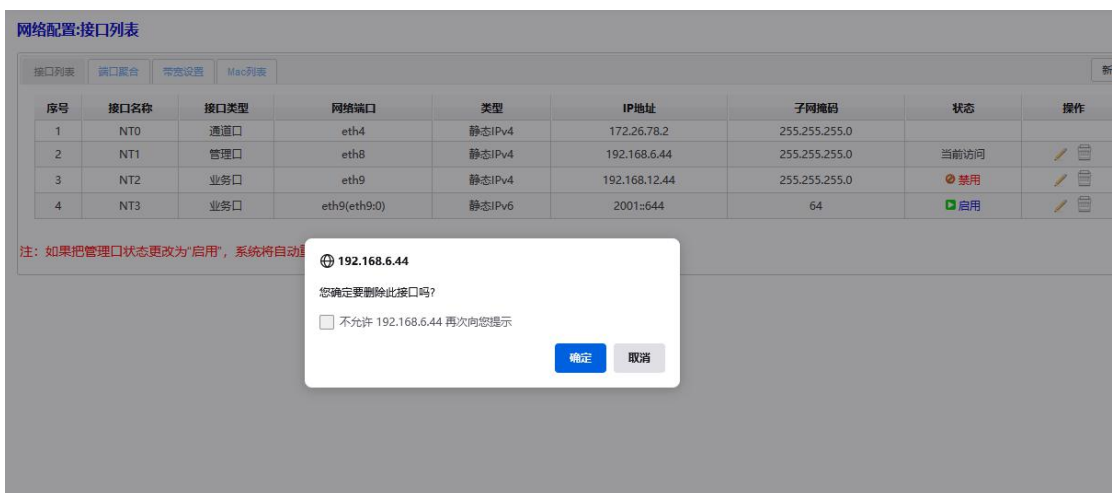 网络配置:接口列表
接口列表 端口聚合 带宽设置 Mac列表 新
序号 接口名称 接口类型 网络端口 类型 IP地址 子网掩码 状态 操作
1 NT0 通道口 eth4 静态IPv4 172.26.78.2 255.255.255.0
2 NT1 管理口 eth8 静态IPv4 192.168.6.44 255.255.255.0 当前访问
3 NT2 业务口 eth9 静态IPv4 192.168.12.44 255.255.255.0 禁用
4 NT3 业务口 eth9(eth9:0) 静态IPv6 2001::644 64 启用
注：如果把管理口状态更改为“启用”，系统将自动
192.168.6.44
您确定要删除此接口吗?
不允许 192.168.6.44 再次向您提示
确定 取消